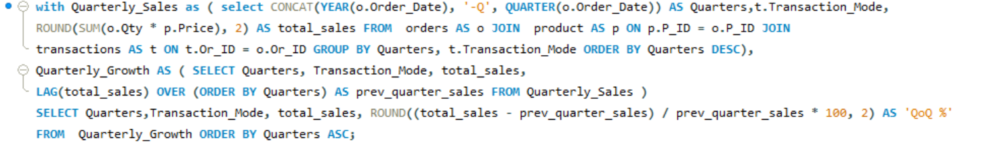 with Quarterly_Sales as ( select CONCAT(YEAR(o.Order_Date), '-Q', QUARTER(o.Order_Date)) AS Quarters,t.Transaction_Mode,
ROUND(SUM(o.Qty * p.Price), 2) AS total_sales FROM  orders AS o JOIN  product AS p ON p.P_ID = o.P_ID JOIN
transactions AS t ON t.Or_ID = o.Or_ID GROUP BY Quarters, t.Transaction_Mode ORDER BY Quarters DESC),
Quarterly_Growth AS ( SELECT Quarters, Transaction_Mode, total_sales,
LAG(total_sales) OVER (ORDER BY Quarters) AS prev_quarter_sales FROM Quarterly_Sales )
SELECT Quarters,Transaction_Mode, total_sales, ROUND((total_sales - prev_quarter_sales) / prev_quarter_sales * 100, 2) AS 'QoQ %'
FROM  Quarterly_Growth ORDER BY Quarters ASC;